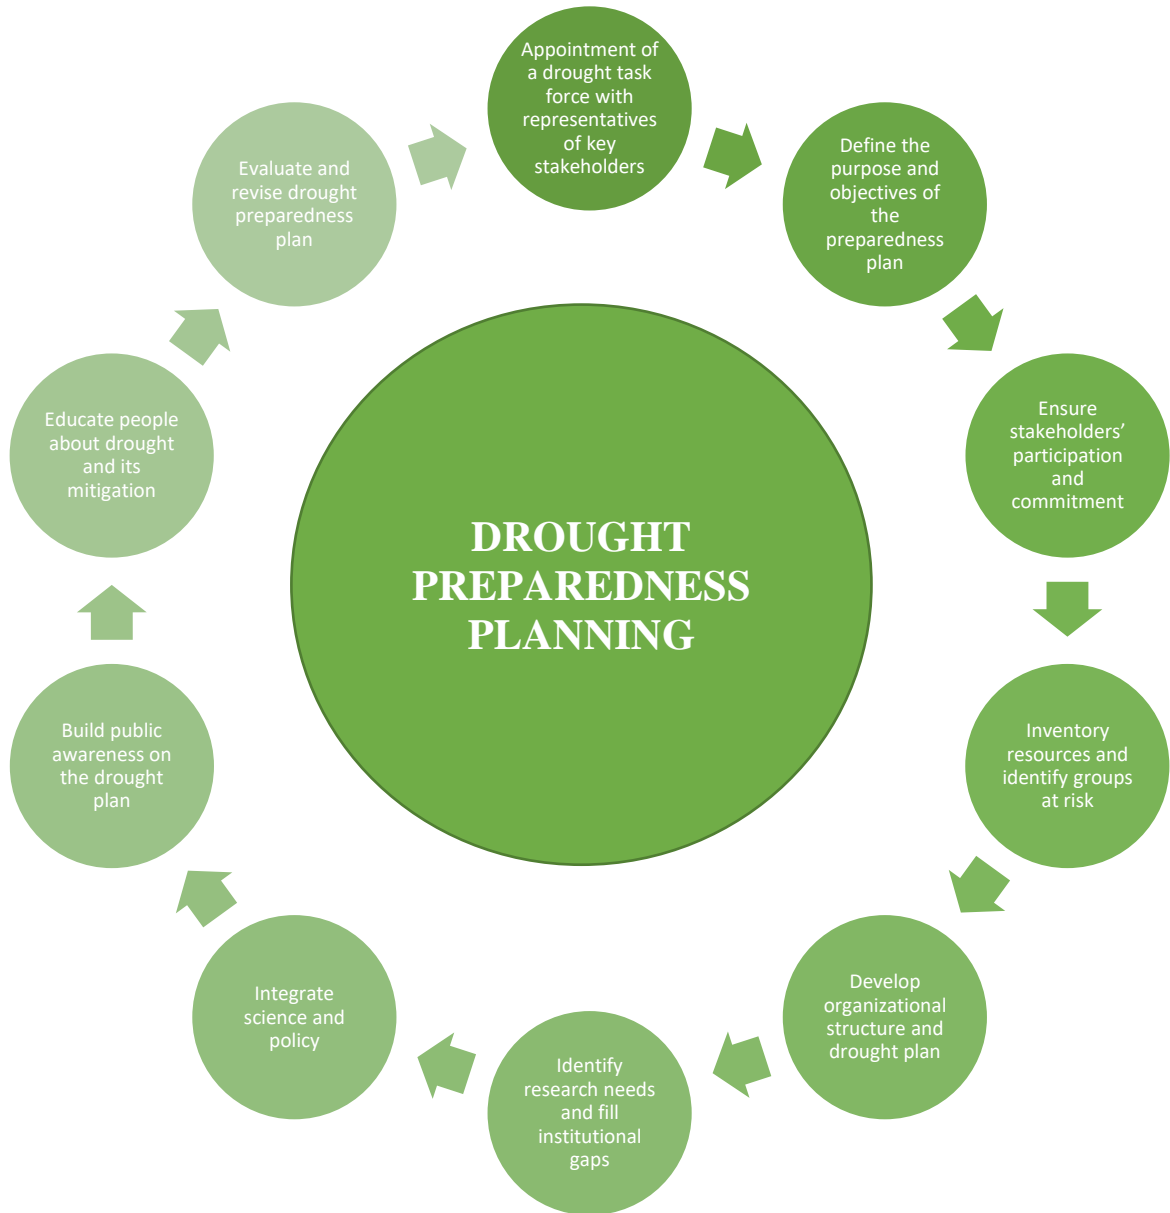 Appointment of
a drought task
force with
representatives
of key
stakeholders
Define the
purpose and
objectives of
the
preparedness
plan
Ensure
stakeholders’
participation
and
commitment
Inventory
resources and
identify groups
at risk
Develop
organizational
structure and
drought plan
Identify
research needs
and fill
institutional
gaps
Integrate
science and
policy
Build public
awareness on
the drought
plan
Educate people
about drought
and its
mitigation
Evaluate and
revise drought
preparedness
plan
DROUGHT
PREPAREDNESS
PLANNING